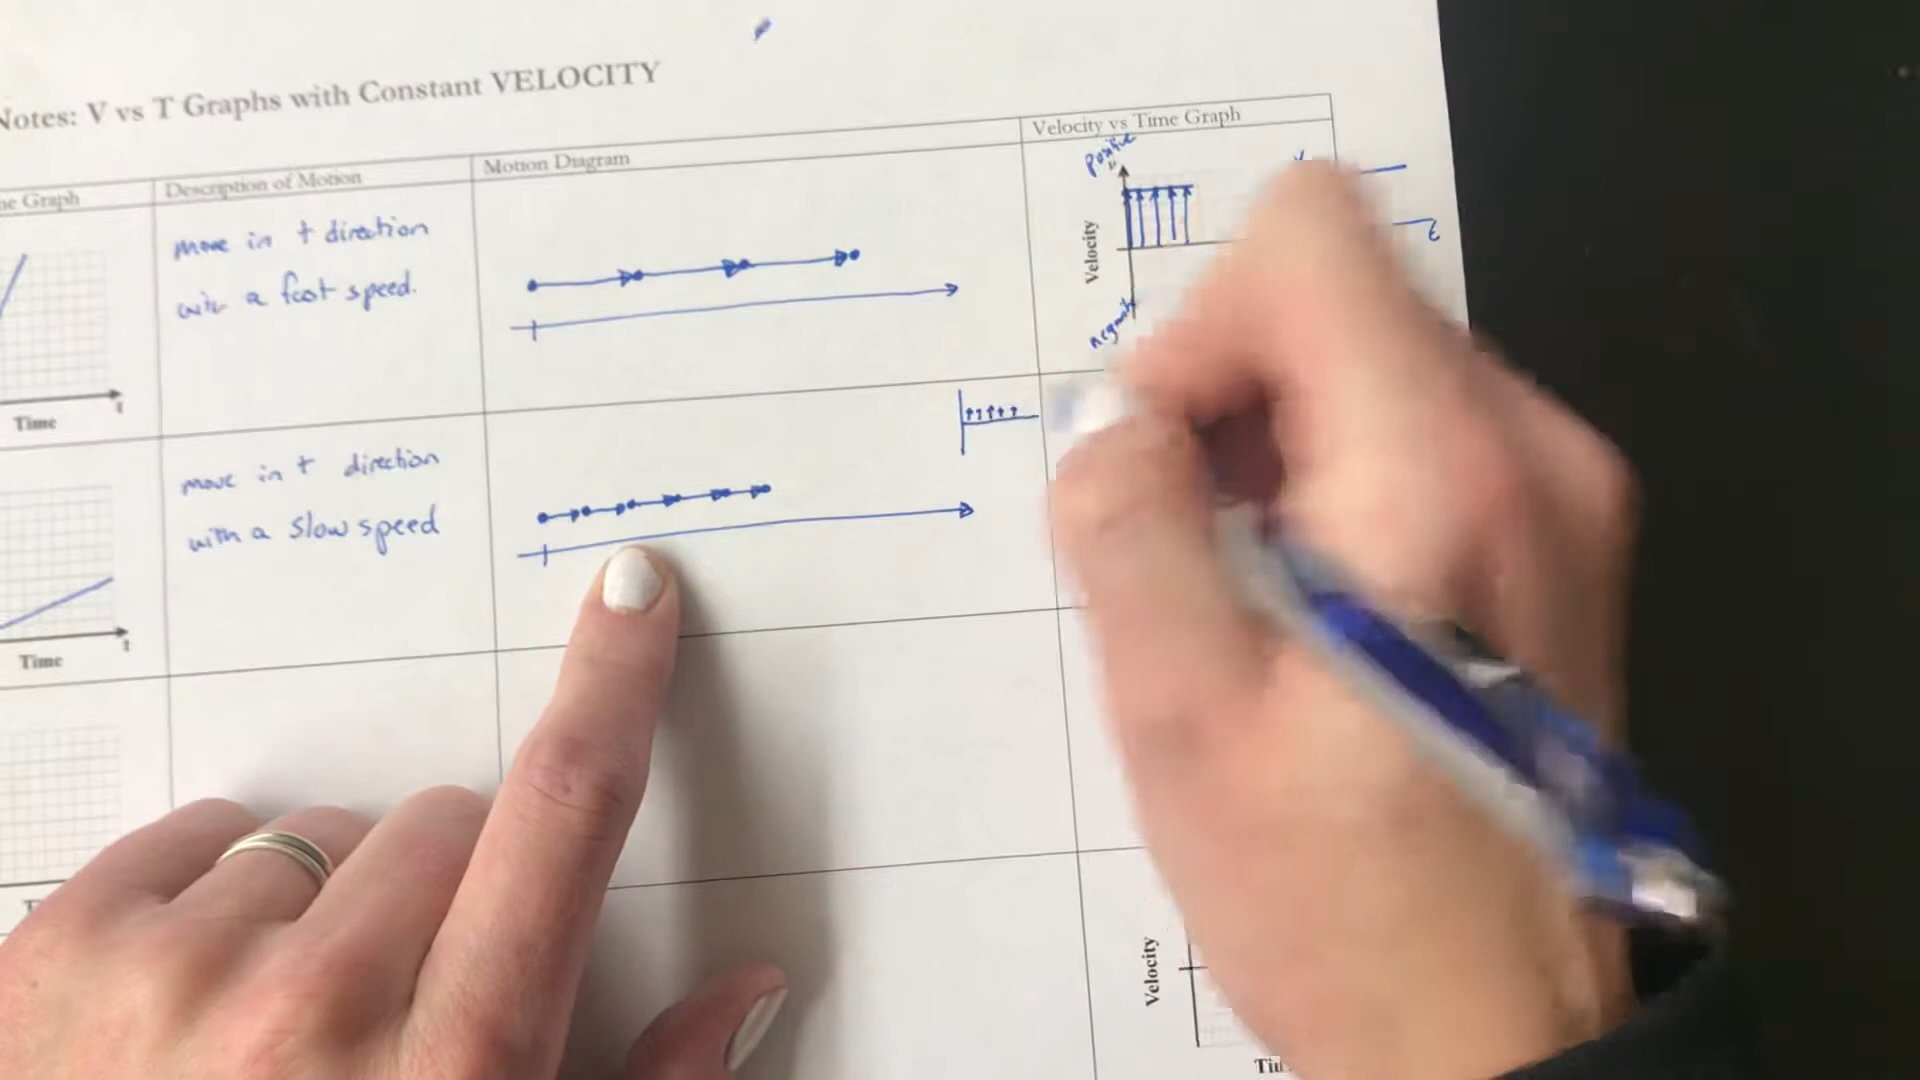 Notes: V vs T Graphs with Constant VELOCITY
Graph
Description of Motion
Motion Diagram
Velocity vs Time Graph
move in + direction
with a fast speed.
positive
v
Velocity
t
Time
t
move in + direction
with a slow speed
Time
t
Velocity